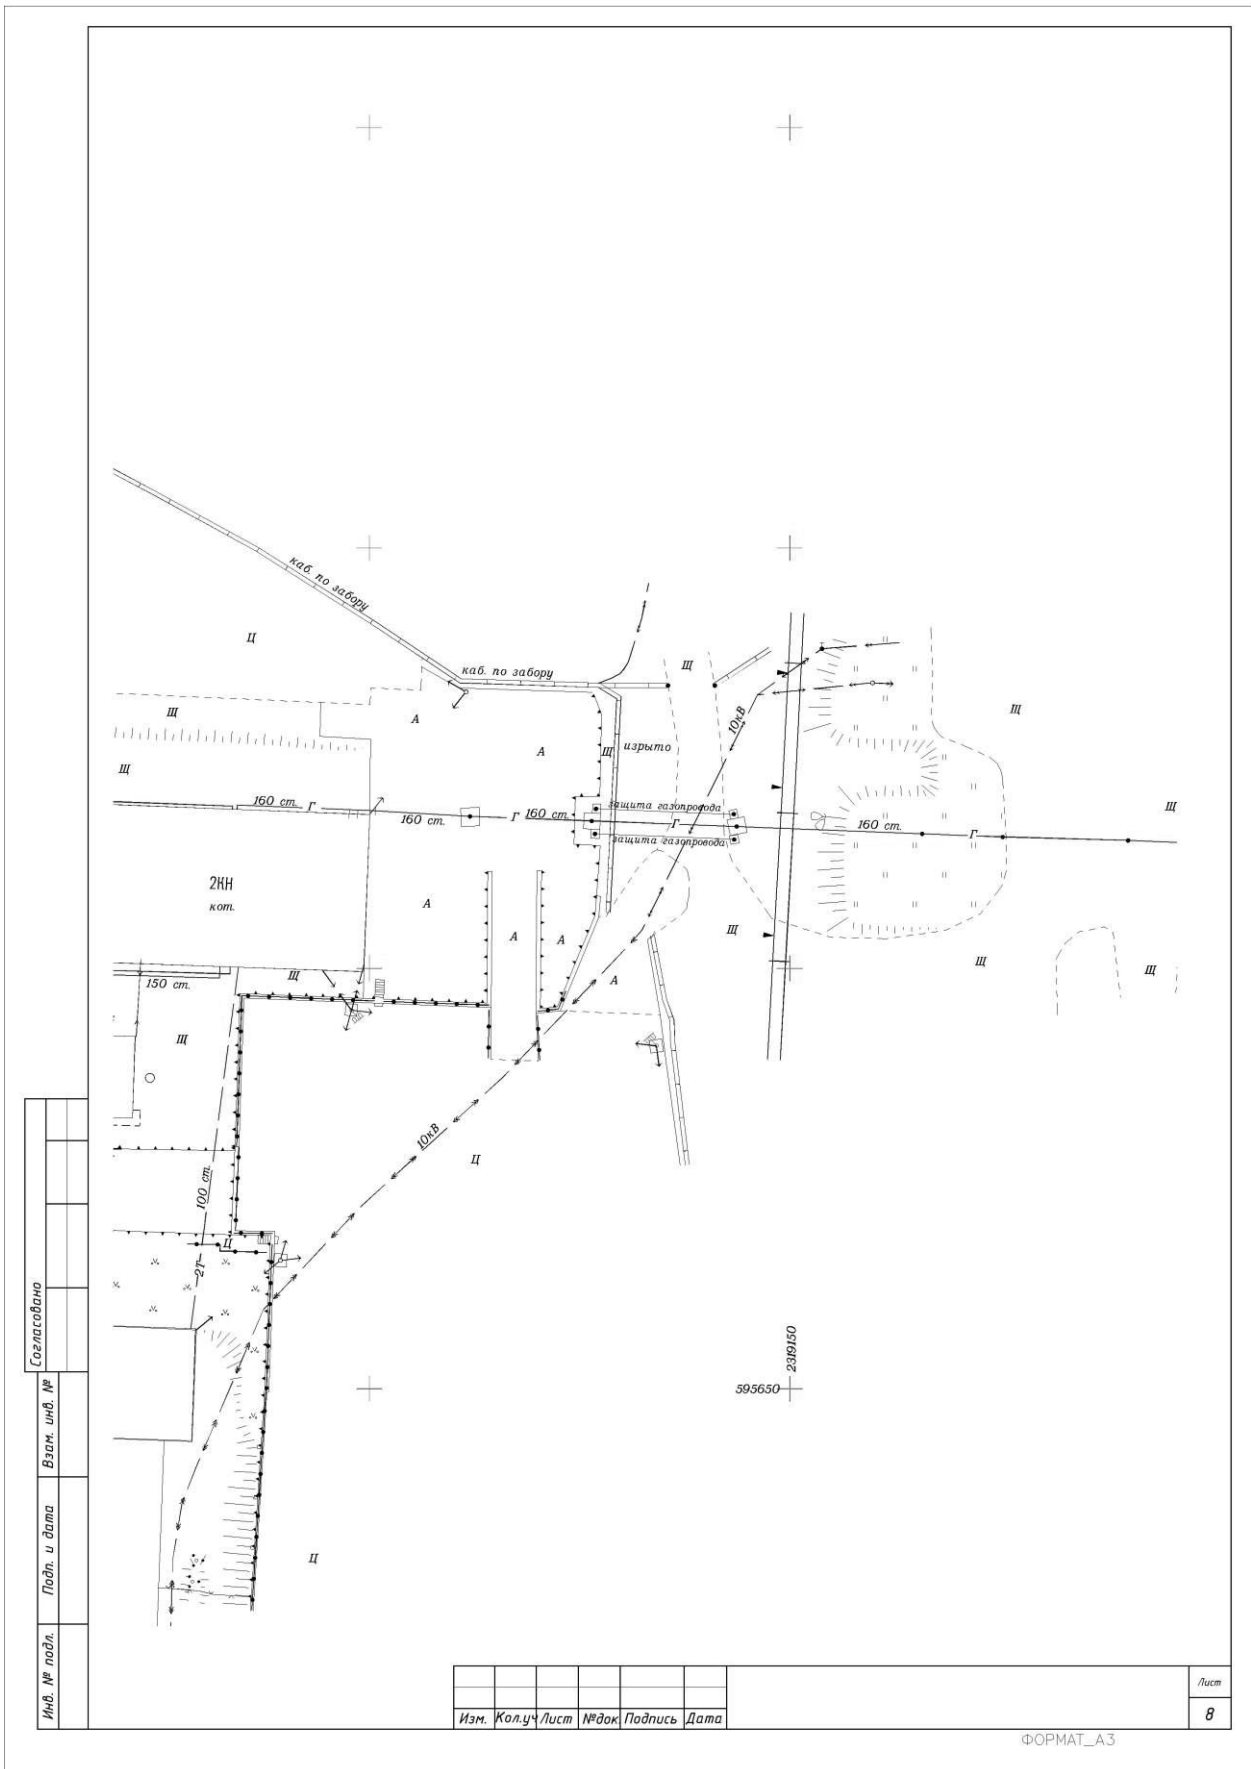 каб. по забору
Ц
каб. по забору
Щ
Щ
А
10кВ
Щ
А
Щ
изрыто
Щ
160 ст.
Г
160 ст.
Г
160 ст.
защита газопровода
Г
защита газопровода
160 ст.
Г
Щ
2КН
кот.
А
А
А
Щ
А
Щ
Щ
Щ
150 ст.
Щ
10кВ
Ц
100 ст.
Ц
2Т
2319150
595650
Ц
Согласовано
Взам. инв. №
Подп. и дата
Инв. № подл.
Изм. Кол.уч Лист №док Подпись Дата
Лист
8
ФОРМАТ_А3